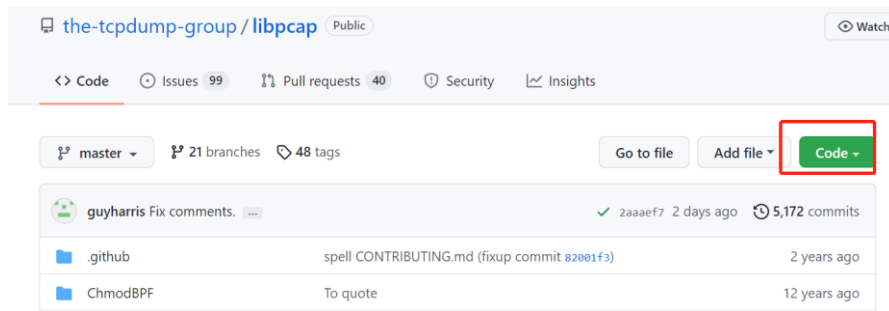 the-tcpdump-group / libpcap Public Watch
Code Issues 99 Pull requests 40 Security Insights
master 21 branches 48 tags Go to file Add file Code
guyharris Fix comments. ... 2aaaef7 2 days ago 5,172 commits
.github spell CONTRIBUTING.md (fixup commit 82001f3) 2 years ago
ChmodBPF To quote 12 years ago